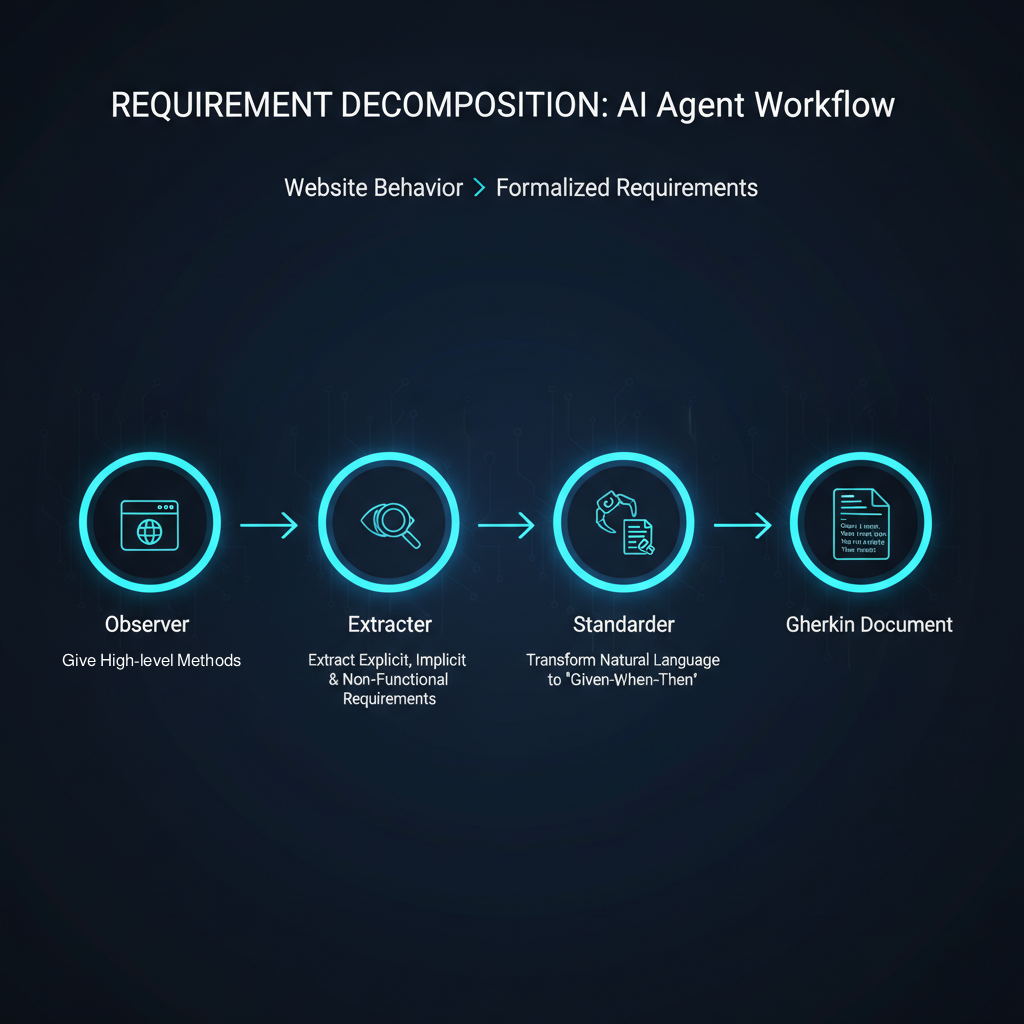 REQUIREMENT DECOMPOSITION: AI Agent Workflow
Website Behavior > Formalized Requirements
Observer
Give High-level Methods
Extracter
Extract Explicit, Implicit
& Non-Functional
Requirements
Standarder
Transform Natural Language
to "Given-When-Then"
Gherkin Document